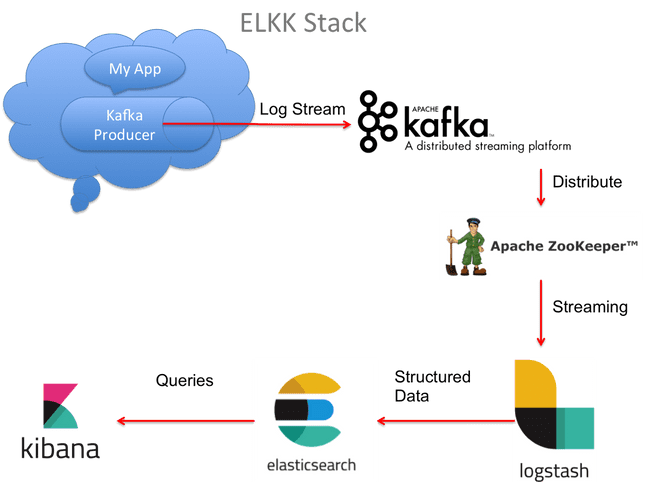 ELKK Stack
My App
Kafka
Producer
Log Stream
APACHE
kafka™
A distributed streaming platform
Distribute
Apache ZooKeeper™
Streaming
Structured
Data
Queries
logstash
elasticsearch
kibana